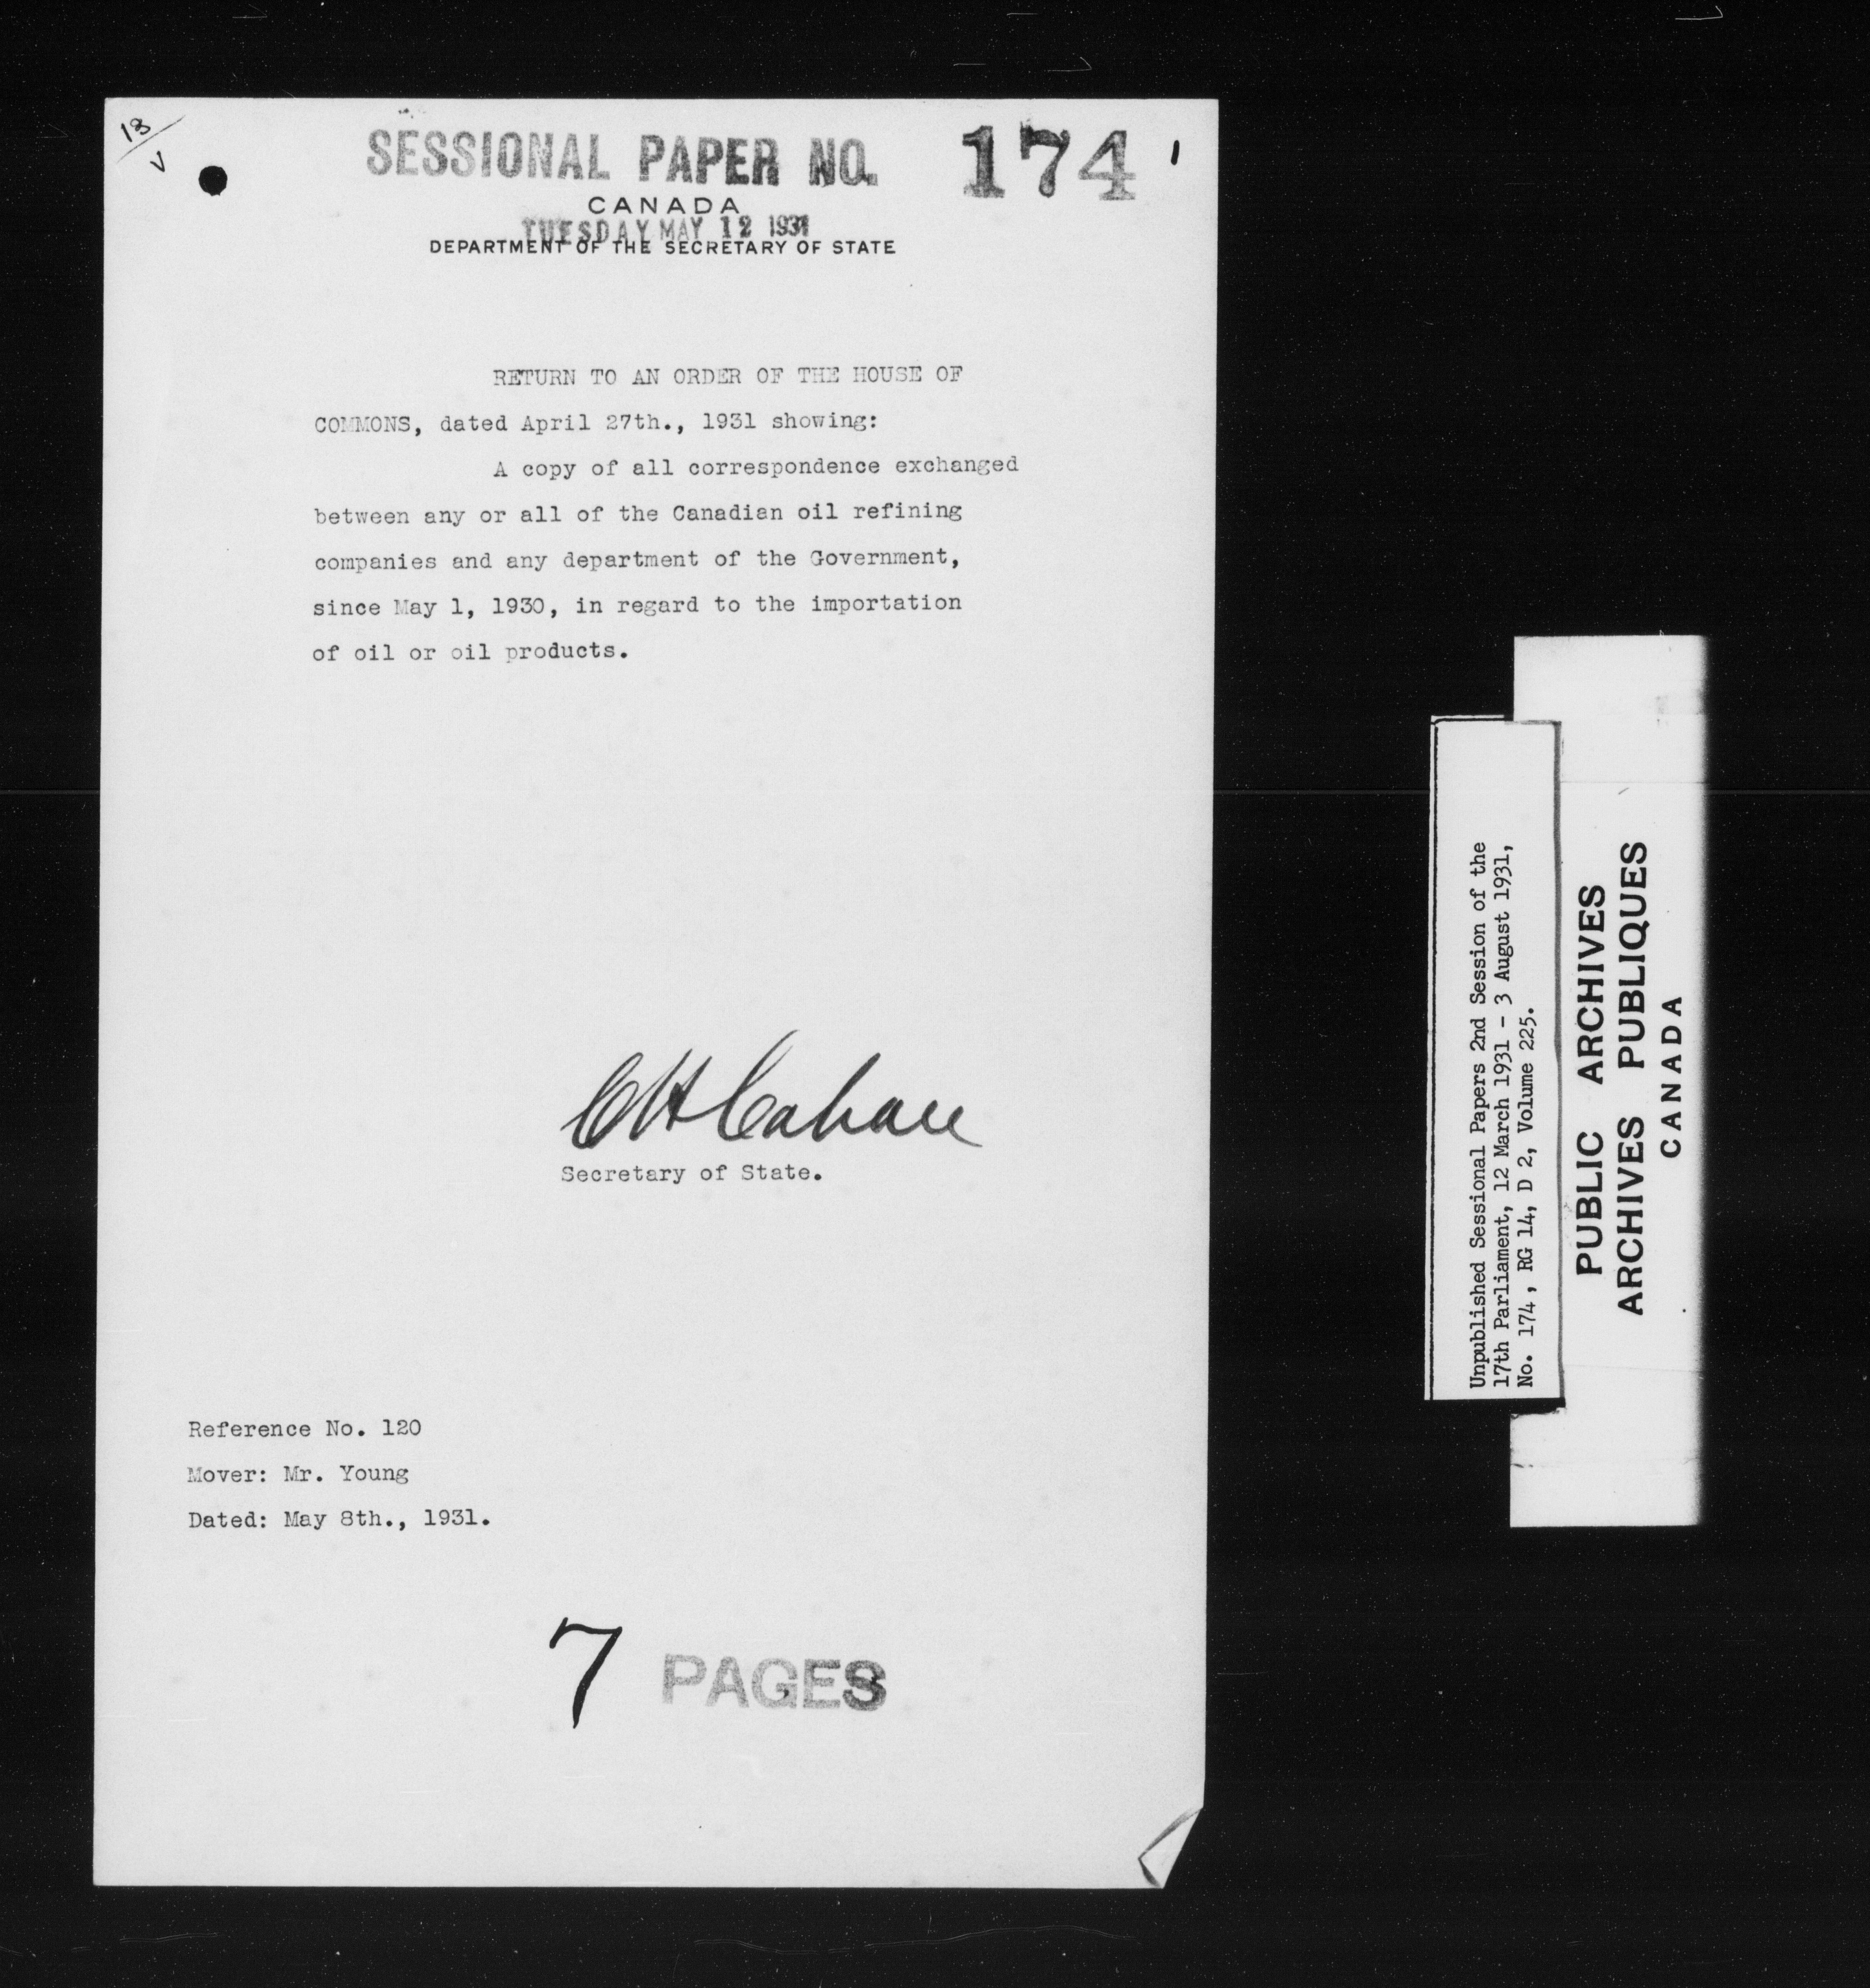 13
v
SESSIONAL PAPER NO. 174
1
CANADA
TUESDAY MAY 12 1931
DEPARTMENT OF THE SECRETARY OF STATE
RETURN TO AN ORDER OF THE HOUSE OF
COMMONS, dated April 27th., 1931 showing:
A copy of all correspondence exchanged
between any or all of the Canadian oil refining
companies and any department of the Government,
since May 1, 1930, in regard to the importation
of oil or oil products.
C H Cahan
Secretary of State.
Reference No. 120
Mover: Mr. Young
Dated: May 8th., 1931.
7 PAGES
Unpublished Sessional Papers 2nd Session of the
17th Parliament, 12 March 1931 - 3 August 1931,
No. 174, RG 14, D 2, Volume 225.
PUBLIC ARCHIVES
ARCHIVES PUBLIQUES
CANADA